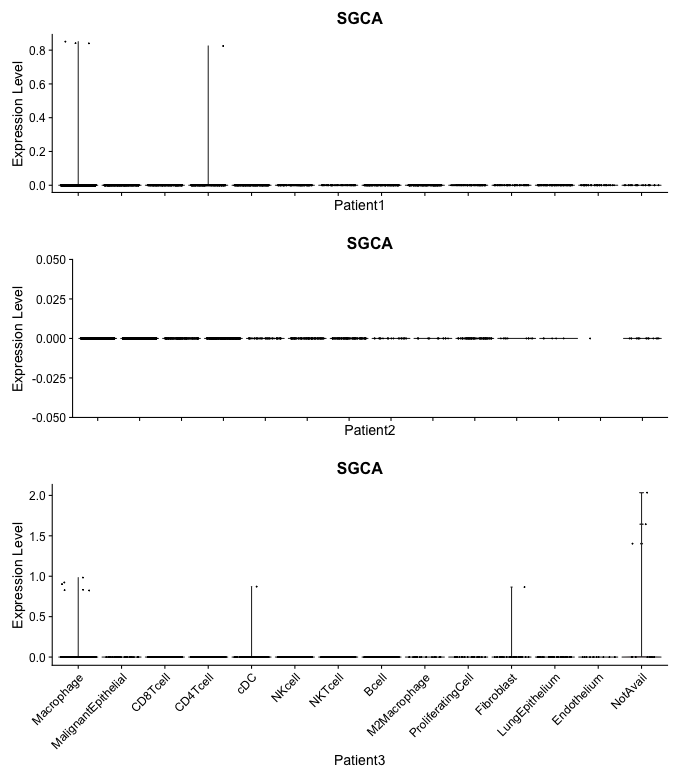 SGCA
Expression Level
0.8
0.6
0.4
0.2
0.0
Patient1
SGCA
Expression Level
0.050
0.025
0.000
-0.025
-0.050
Patient2
SGCA
Expression Level
2.0
1.5
1.0
0.5
0.0
Macrophage
MalignantEpithelial
CD8Tcell
CD4Tcell
cDC
NKcell
NKTcell
Bcell
M2Macrophage
ProliferatingCell
Fibroblast
LungEpithelium
Endothelium
NotAvail
Patient3